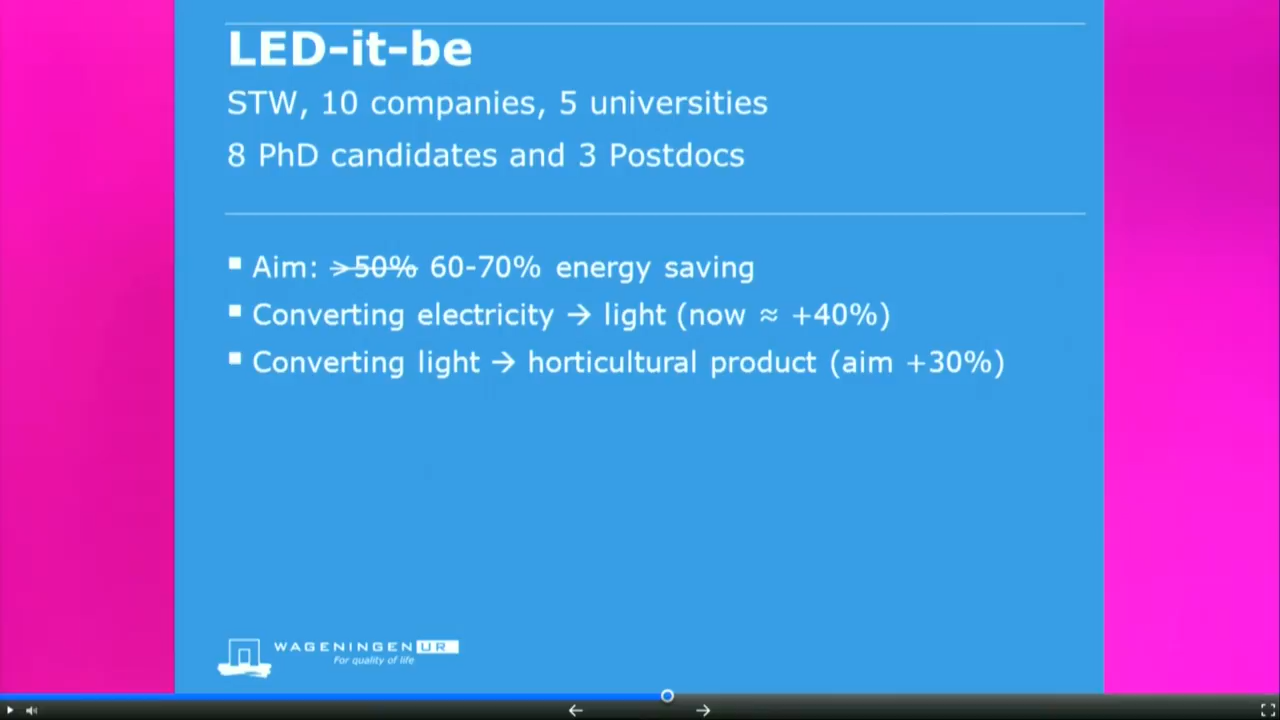 LED-it-be
STW, 10 companies, 5 universities
8 PhD candidates and 3 Postdocs
Aim: >50% 60-70% energy saving
Converting electricity → light (now ≈ +40%)
Converting light → horticultural product (aim +30%)
WAGENINGEN UR
For quality of life